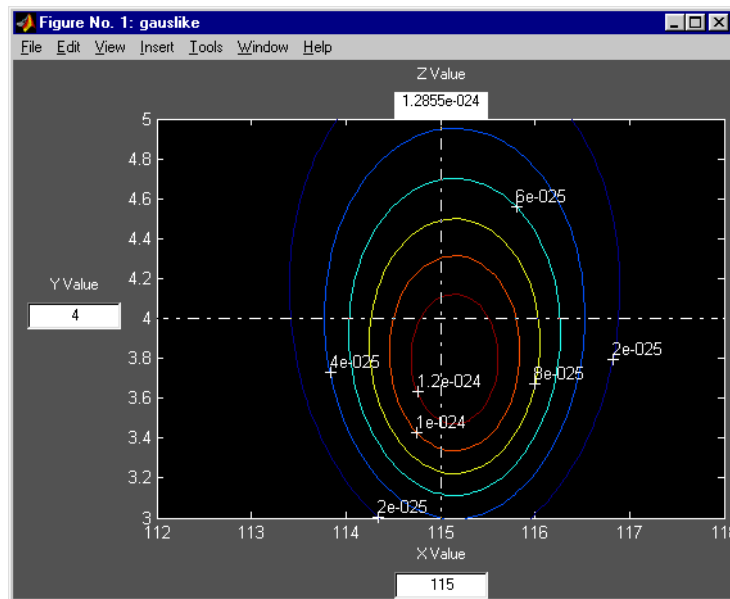 Figure No. 1: gauslike
File Edit View Insert Tools Window Help
Z Value
1.2855e-024
5
4.8
4.6
4.4
4.2
4
3.8
3.6
3.4
3.2
3
Y Value
4
6e-025
4e-025
2e-025
8e-025
1.2e-024
1e-024
2e-025
112 113 114 115 116 117 118
X Value
115